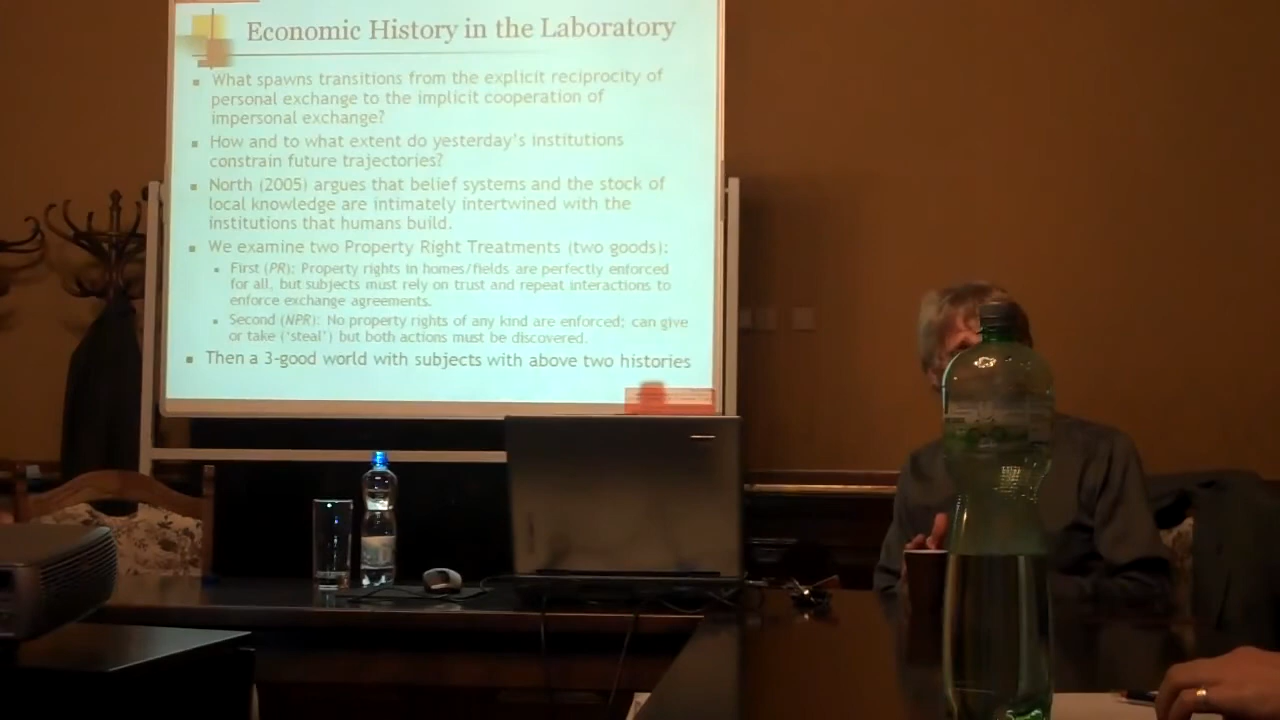 Economic History in the Laboratory
What spawns transitions from the explicit reciprocity of
personal exchange to the implicit cooperation of
impersonal exchange?
How and to what extent do yesterday's institutions
constrain future trajectories?
North (2005) argues that belief systems and the stock of
local knowledge are intimately intertwined with the
institutions that humans build.
We examine two Property Right Treatments (two goods):
First (PR): Property rights in homes/fields are perfectly enforced
for all, but subjects must rely on trust and repeat interactions to
enforce exchange agreements.
Second (NPR): No property rights of any kind are enforced; can give
or take ('steal') but both actions must be discovered.
Then a 3-good world with subjects with above two histories